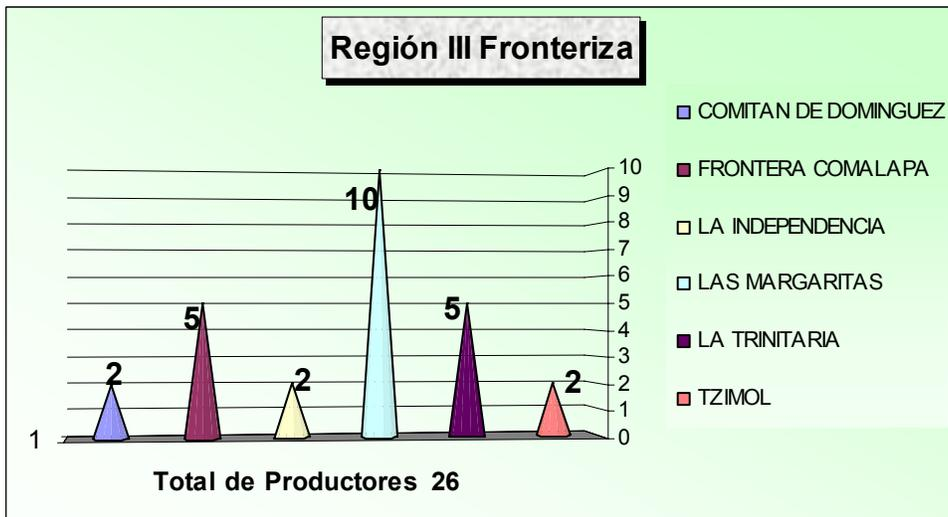 Región III Fronteriza
COMITAN DE DOMINGUEZ
FRONTERA COMALAPA
LA INDEPENDENCIA
LAS MARGARITAS
LA TRINITARIA
TZIMOL
10
9
8
7
6
5
4
3
2
1
0
2
5
2
10
5
2
1
Total de Productores 26